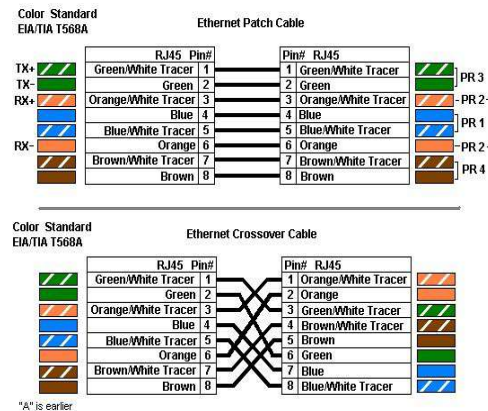 Color Standard
EIA/TIA T568A
Ethernet Patch Cable
RJ45 Pin#
Pin# RJ45
TX+ Green/White Tracer 1
1 Green/White Tracer
TX- Green 2
2 Green
PR 3
RX+ Orange/White Tracer 3
3 Orange/White Tracer
PR 2
Blue 4
4 Blue
PR 1
Blue/White Tracer 5
5 Blue/White Tracer
RX- Orange 6
6 Orange
PR 2
Brown/White Tracer 7
7 Brown/White Tracer
PR 4
Brown 8
8 Brown
Color Standard
EIA/TIA T568A
Ethernet Crossover Cable
RJ45 Pin#
Pin# RJ45
Green/White Tracer 1
1 Orange/White Tracer
Green 2
2 Orange
Orange/White Tracer 3
3 Green/White Tracer
Blue 4
4 Brown/White Tracer
Blue/White Tracer 5
5 Brown
Orange 6
6 Green
Brown/White Tracer 7
7 Blue
Brown 8
8 Blue/White Tracer
"A" is earlier